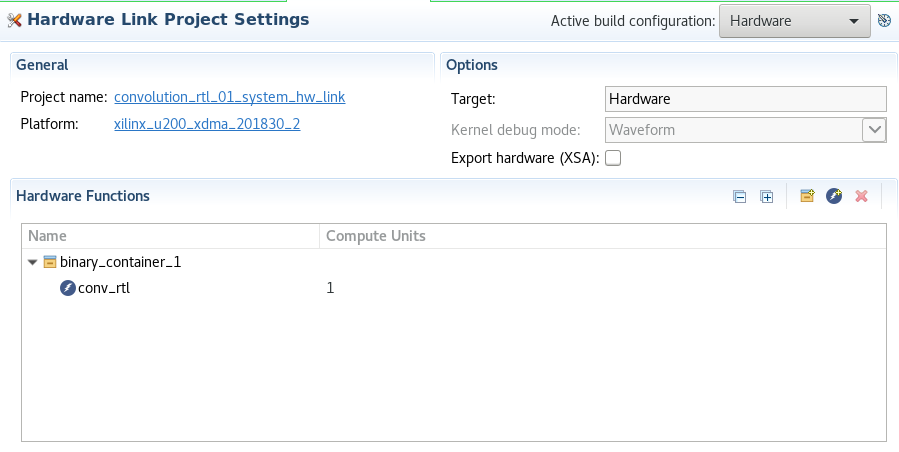 Hardware Link Project Settings
Active build configuration: Hardware
General
Project name: convolution_rtl_01_system_hw_link
Platform: xilinx_u200_xdma_201830_2
Options
Target: Hardware
Kernel debug mode: Waveform
Export hardware (XSA):
Hardware Functions
Name Compute Units
binary_container_1
conv_rtl 1